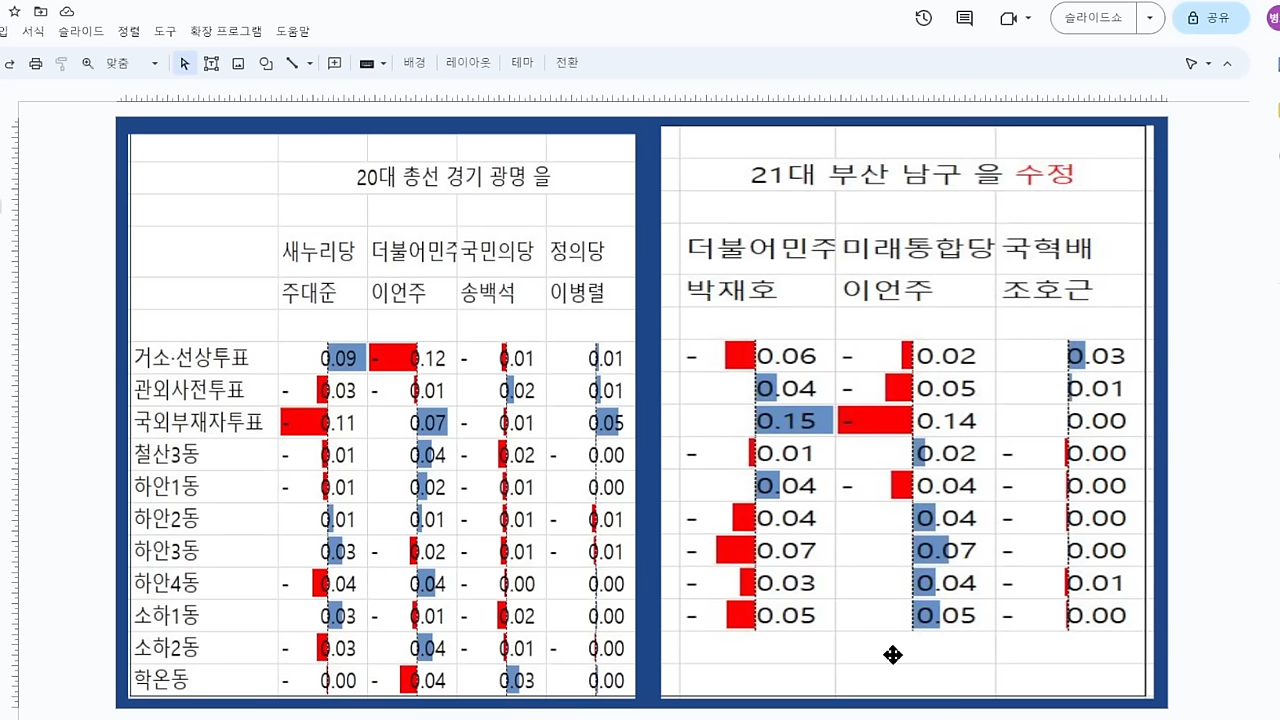 서식 슬라이드 정렬 도구 확장 프로그램 도움말
슬라이드쇼
공유
맞춤
배경 레이아웃 테마 전환
20대 총선 경기 광명 을
새누리당 더불어민주 국민의당 정의당
주대준 이언주 송백석 이병렬
거소·선상투표 0.09 - 0.12 - 0.01 0.01
관외사전투표 - 0.03 - 0.01 0.02 0.01
국외부재자투표 - 0.11 0.07 - 0.01 0.05
철산3동 - 0.01 0.04 - 0.02 0.00
하안1동 - 0.01 0.02 - 0.01 0.00
하안2동 0.01 0.01 - 0.01 - 0.01
하안3동 0.03 - 0.02 - 0.01 - 0.01
하안4동 - 0.04 0.04 - 0.00 0.00
소하1동 0.03 - 0.01 - 0.02 0.00
소하2동 - 0.03 0.04 - 0.01 - 0.00
학온동 - 0.00 - 0.04 0.03 0.00
21대 부산 남구 을 수정
더불어민주 미래통합당 국혁배
박재호 이언주 조호근
- 0.06 - 0.02 0.03
0.04 - 0.05 0.01
0.15 - 0.14 0.00
- 0.01 0.02 - 0.00
0.04 - 0.04 - 0.00
- 0.04 0.04 - 0.00
- 0.07 0.07 - 0.00
- 0.03 0.04 - 0.01
- 0.05 0.05 - 0.00